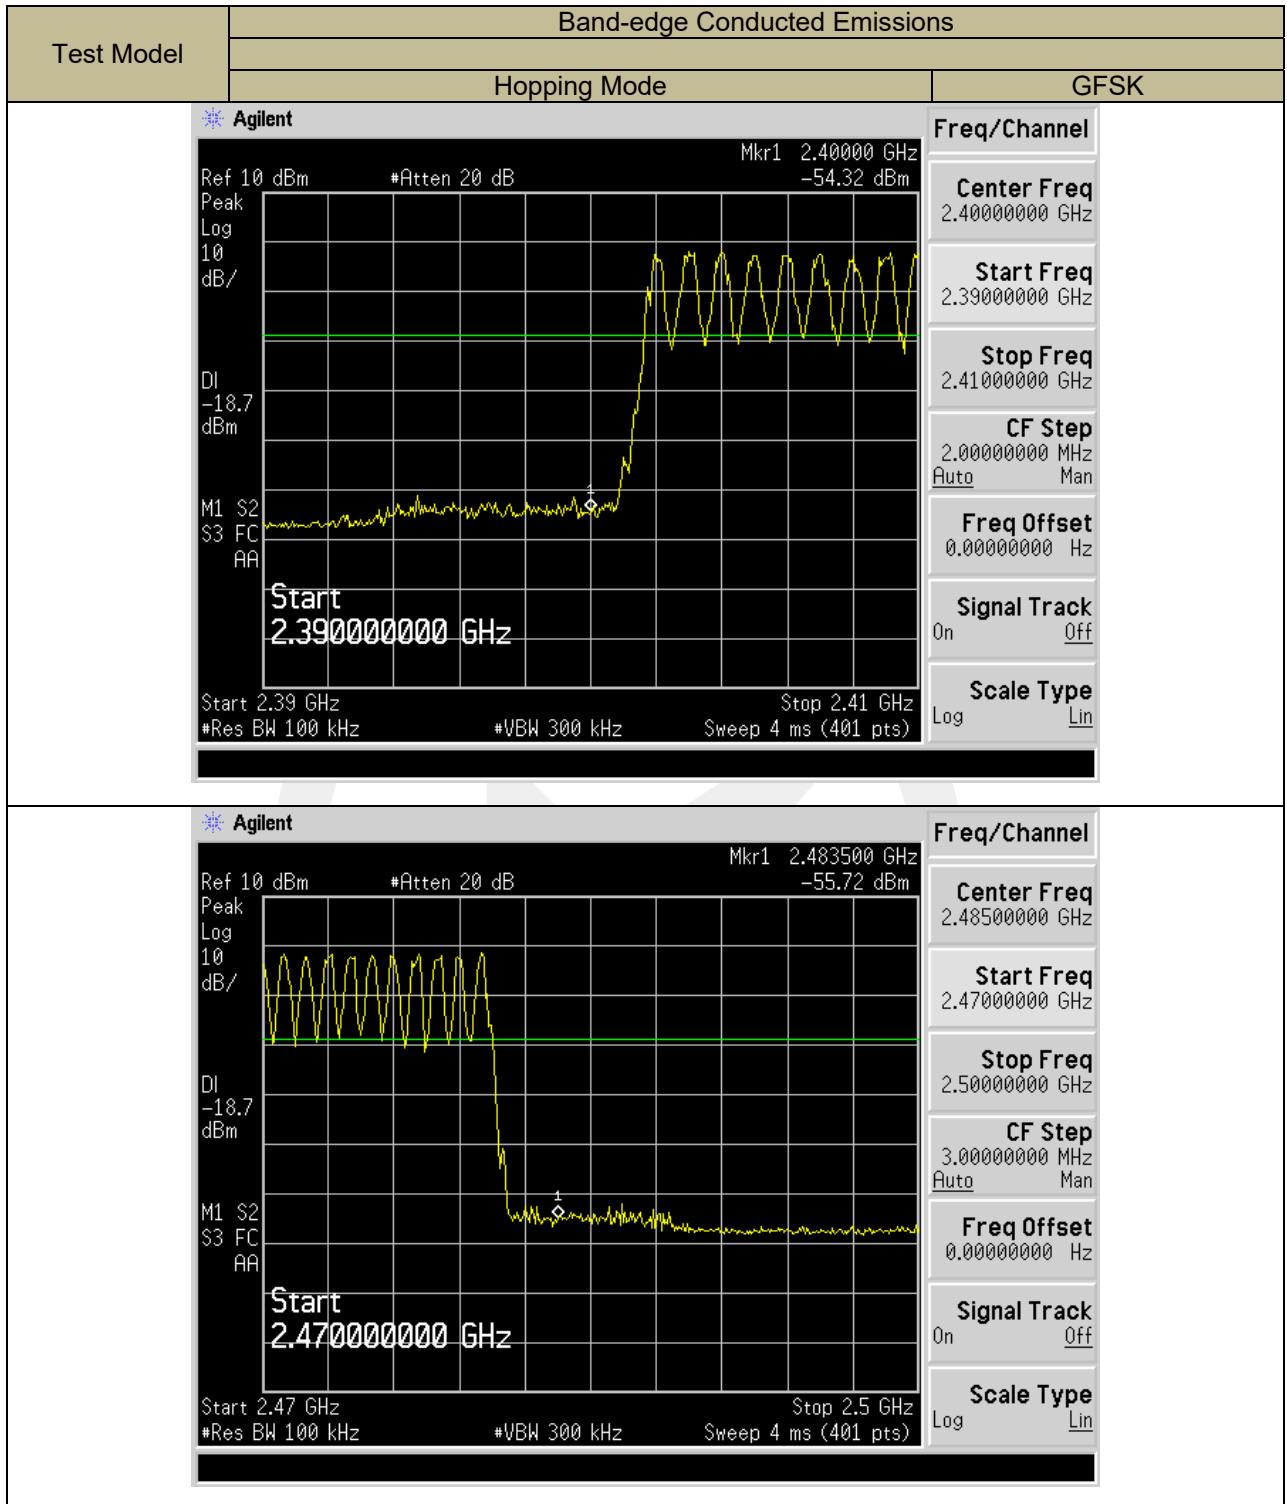 Test Model
Band-edge Conducted Emissions
Hopping Mode
GFSK
Agilent
Freq/Channel
Mkr1 2.40000 GHz
Ref 10 dBm #Atten 20 dB -54.32 dBm
Peak
Log
10
dB/
DI
-18.7
dBm
1
M1 S2
S3 FC
AA
Start
2.390000000 GHz
Start 2.39 GHz Stop 2.41 GHz
#Res BW 100 kHz #VBW 300 kHz Sweep 4 ms (401 pts)
Center Freq
2.40000000 GHz
Start Freq
2.39000000 GHz
Stop Freq
2.41000000 GHz
CF Step
2.00000000 MHz
Auto Man
Freq Offset
0.00000000 Hz
Signal Track
On Off
Scale Type
Log Lin
Agilent
Freq/Channel
Mkr1 2.483500 GHz
Ref 10 dBm #Atten 20 dB -55.72 dBm
Peak
Log
10
dB/
DI
-18.7
dBm
1
M1 S2
S3 FC
AA
Start
2.470000000 GHz
Start 2.47 GHz Stop 2.5 GHz
#Res BW 100 kHz #VBW 300 kHz Sweep 4 ms (401 pts)
Center Freq
2.48500000 GHz
Start Freq
2.47000000 GHz
Stop Freq
2.50000000 GHz
CF Step
3.00000000 MHz
Auto Man
Freq Offset
0.00000000 Hz
Signal Track
On Off
Scale Type
Log Lin